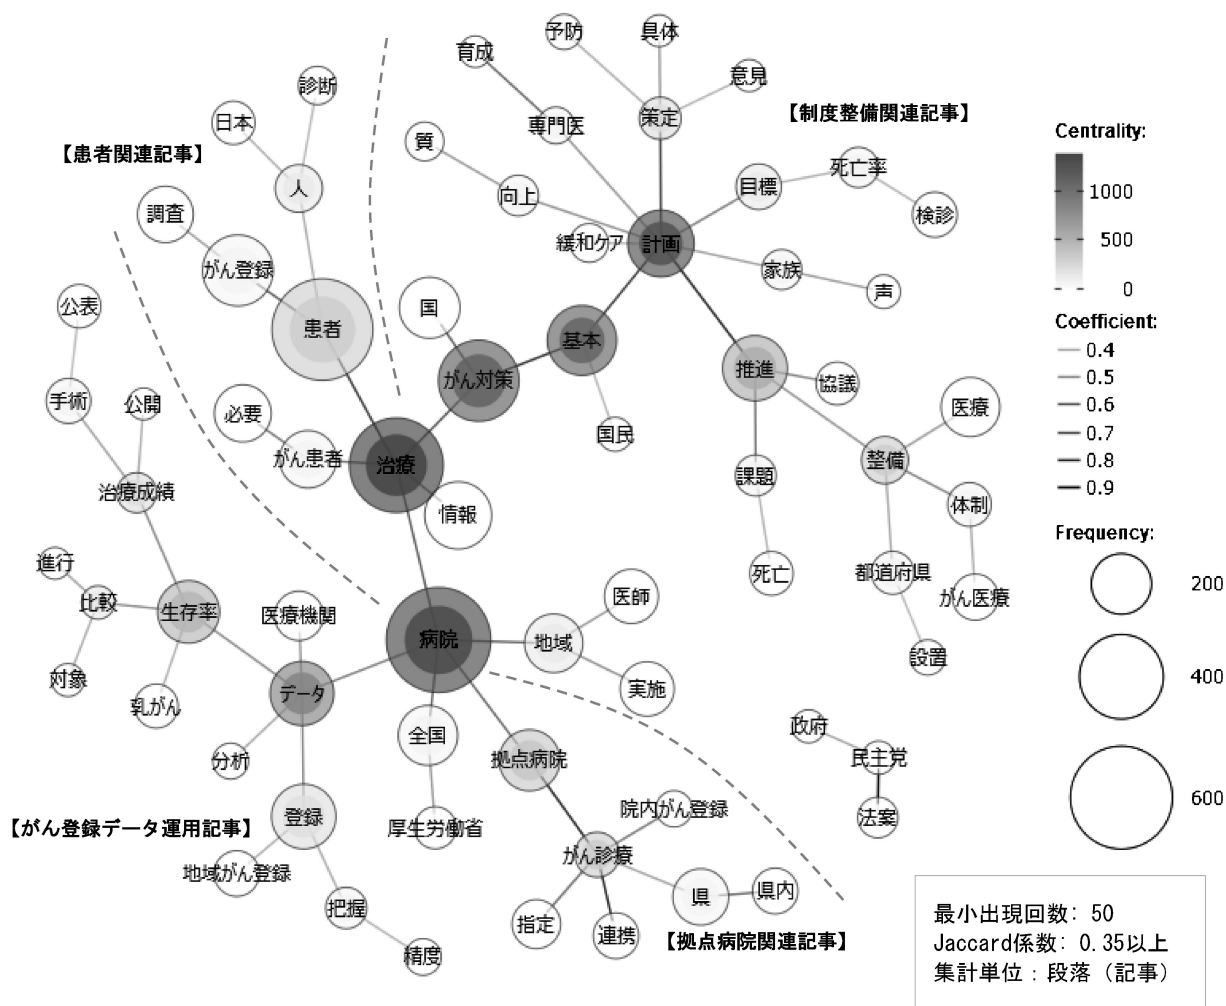 予防
具体
育成
意見
診断
【制度整備関連記事】
策定
専門医
日本
Centrality:
質
【患者関連記事】
死亡率
人
目標
1000
向上
調査
検診
500
計画
緩和ケア
がん登録
家族
0
声
公表
国
Coefficient:
患者
基本
0.4
推進
がん対策
0.5
協議
手術
公開
0.6
必要
医療
国民
0.7
がん患者
治療
整備
0.8
課題
治療成績
0.9
体制
情報
Frequency:
進行
死亡
都道府県
200
比較
医師
がん医療
生存率
医療機関
病院
地域
設置
対象
実施
400
データ
乳がん
政府
全国
分析
拠点病院
民主党
600
院内がん登録
登録
法案
【がん登録データ運用記事】
厚生労働省
がん診療
地域がん登録
県
県内
把握
最小出現回数: 50
指定
連携
【拠点病院関連記事】
Jaccard係数: 0.35以上
精度
集計単位：段落（記事）